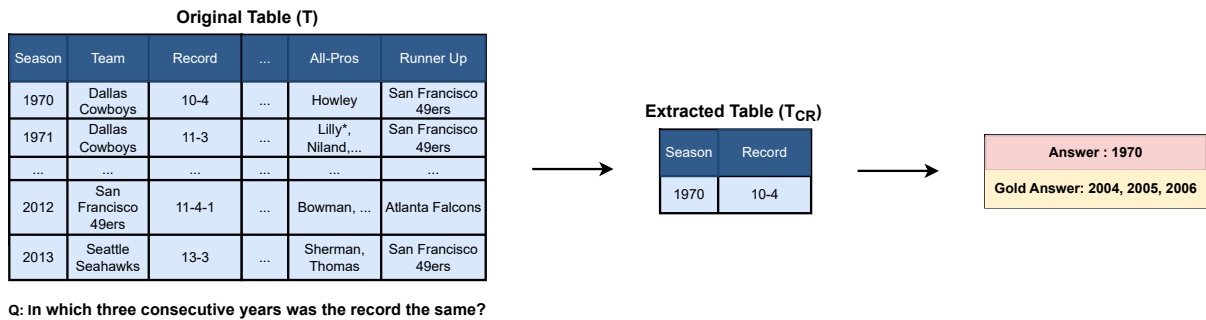 Original Table (T)
Season Team Record ... All-Pros Runner Up
1970 Dallas Cowboys 10-4 ... Howley San Francisco 49ers
1971 Dallas Cowboys 11-3 ... Lilly*, Niland,... San Francisco 49ers
... ... ... ... ... ...
2012 San Francisco 49ers 11-4-1 ... Bowman, ... Atlanta Falcons
2013 Seattle Seahawks 13-3 ... Sherman, Thomas San Francisco 49ers
Q: In which three consecutive years was the record the same?
Extracted Table (TCR)
Season Record
1970 10-4
Answer : 1970
Gold Answer: 2004, 2005, 2006